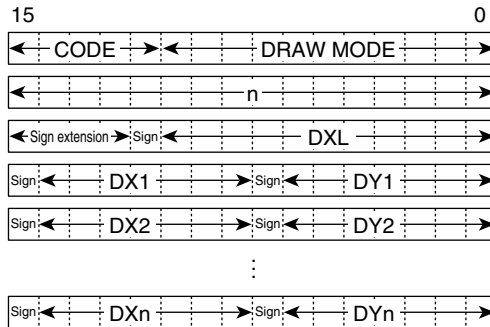 15 0
CODE DRAW MODE
n
Sign extension Sign DXL
Sign DX1 Sign DY1
Sign DX2 Sign DY2
⋮
Sign DXn Sign DYn